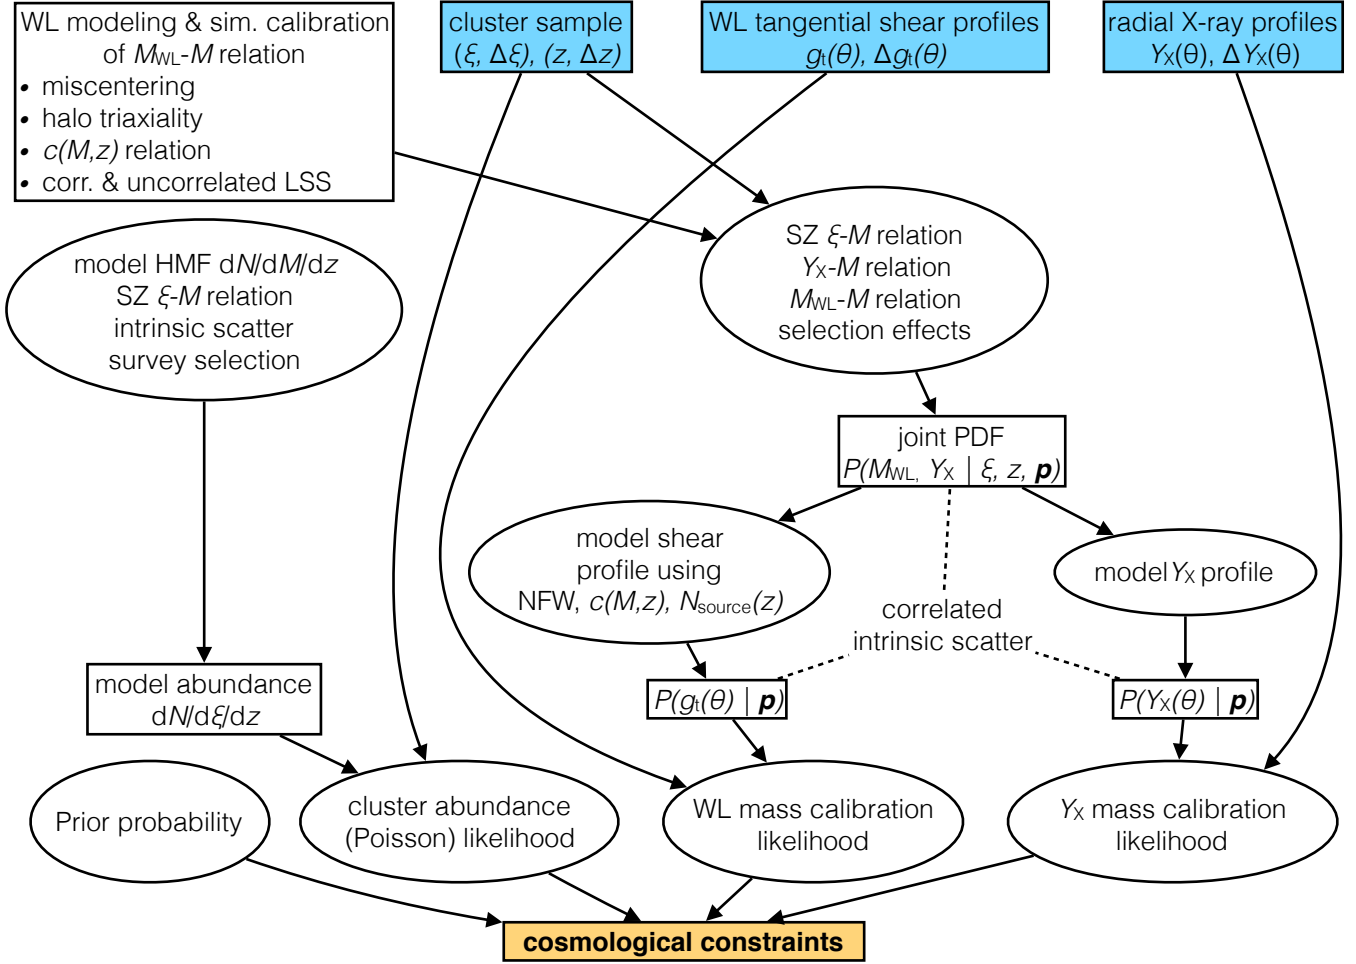 WL modeling & sim. calibration
of M_WL-M relation
• miscentering
• halo triaxiality
• c(M,z) relation
• corr. & uncorrelated LSS
cluster sample
(ξ, Δξ), (z, Δz)
WL tangential shear profiles
g_t(θ), Δg_t(θ)
radial X-ray profiles
Y_X(θ), ΔY_X(θ)
model HMF dN/dM/dz
SZ ξ-M relation
intrinsic scatter
survey selection
SZ ξ-M relation
Y_X-M relation
M_WL-M relation
selection effects
joint PDF
P(M_WL, Y_X | ξ, z, p)
model shear
profile using
NFW, c(M,z), N_source(z)
model Y_X profile
correlated
intrinsic scatter
model abundance
dN/dξ/dz
P(g_t(θ) | p)
P(Y_X(θ) | p)
Prior probability
cluster abundance
(Poisson) likelihood
WL mass calibration
likelihood
Y_X mass calibration
likelihood
cosmological constraints